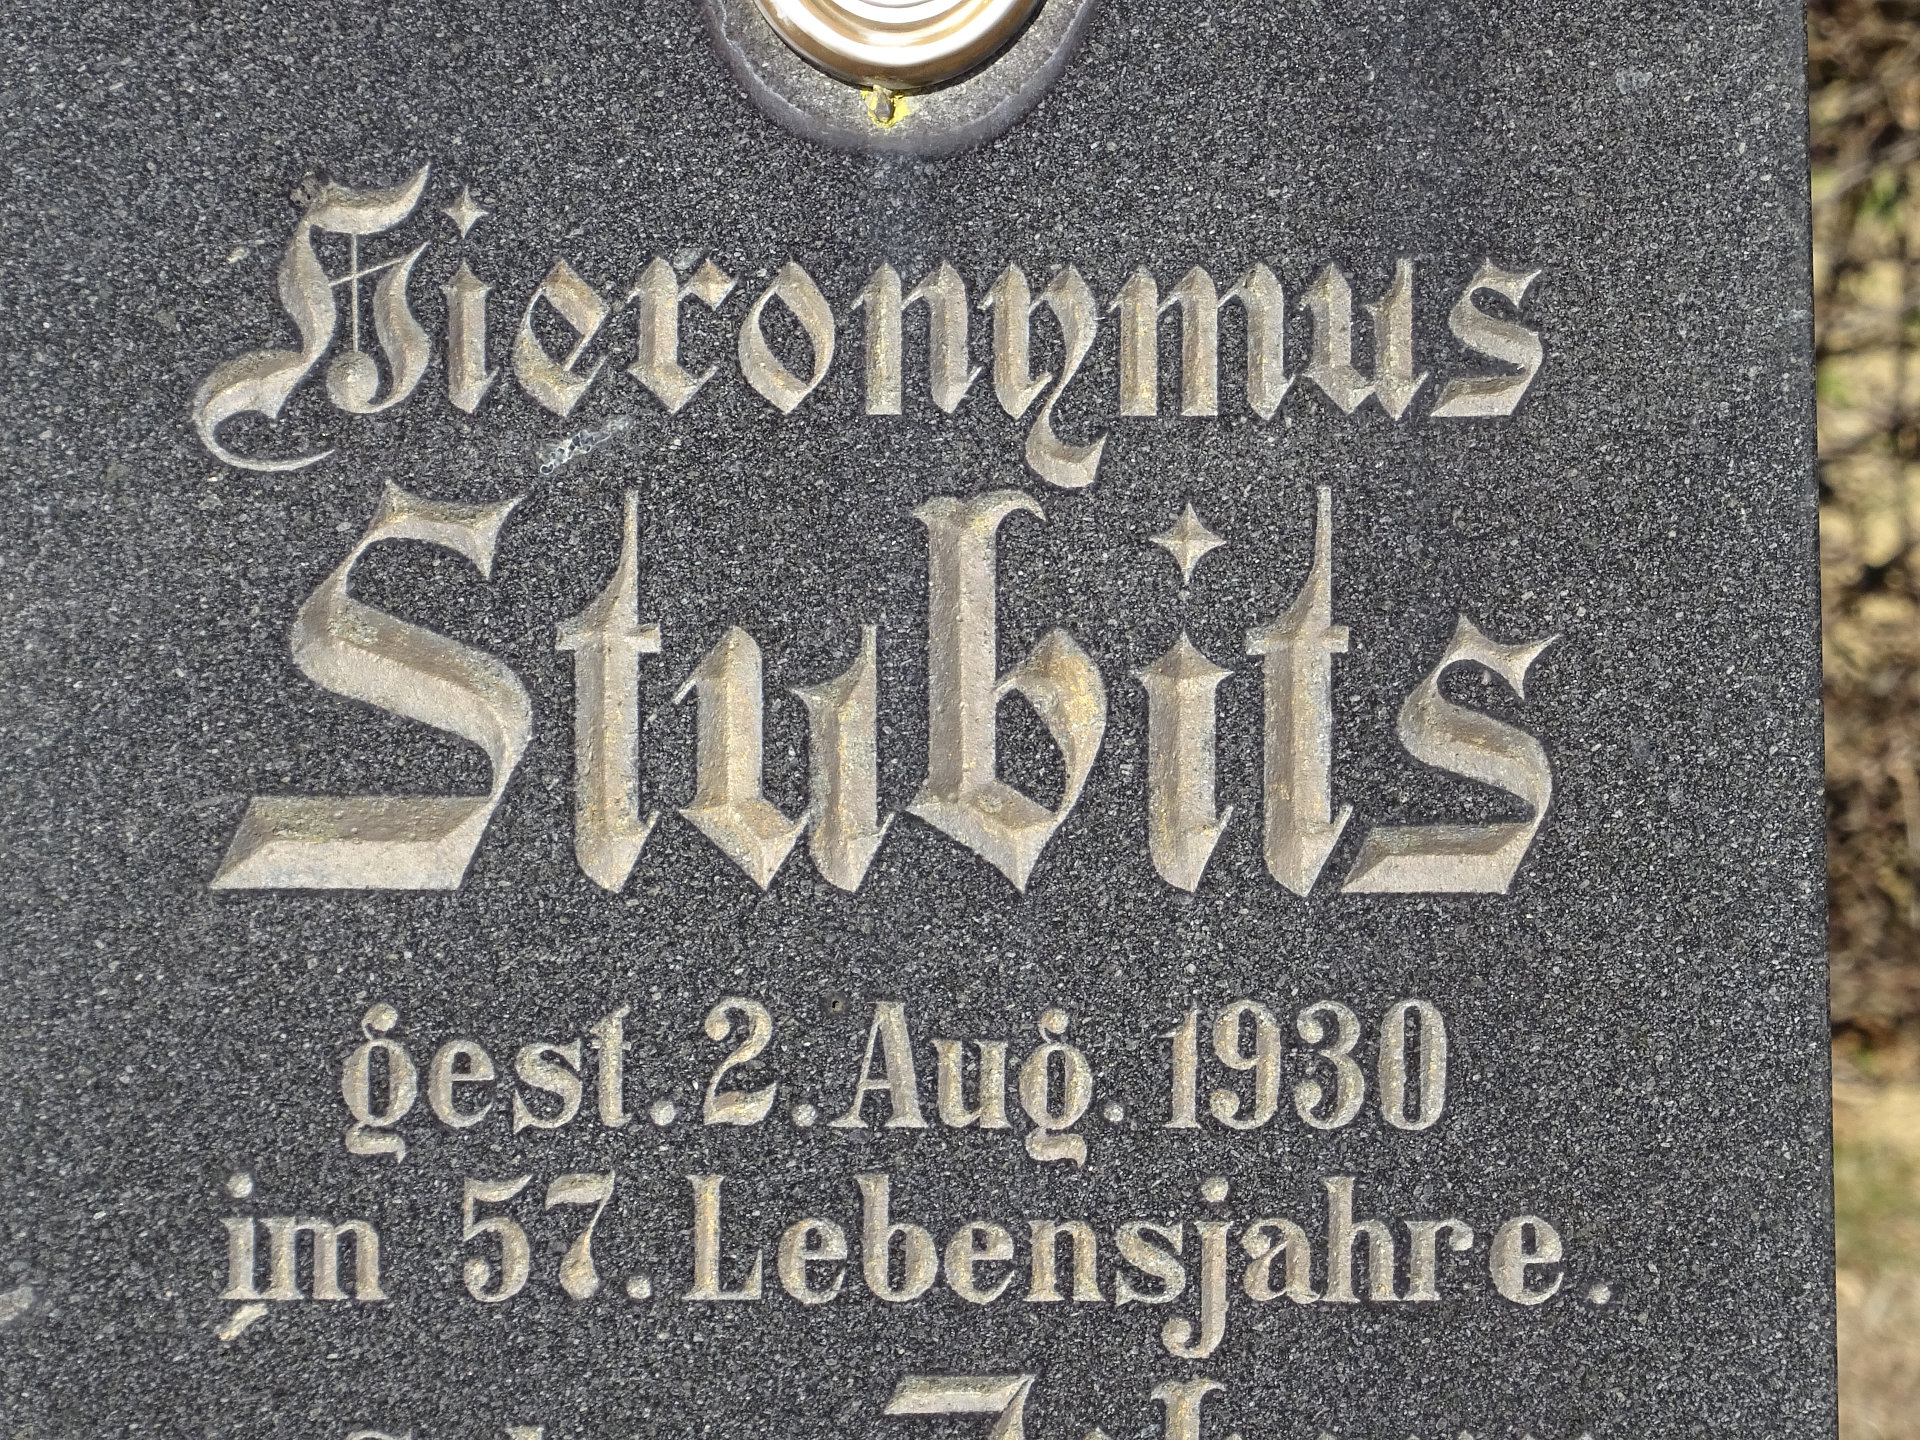 Hieronymus
Stubits
gest. 2. Aug. 1930
im 57. Lebensjahre.